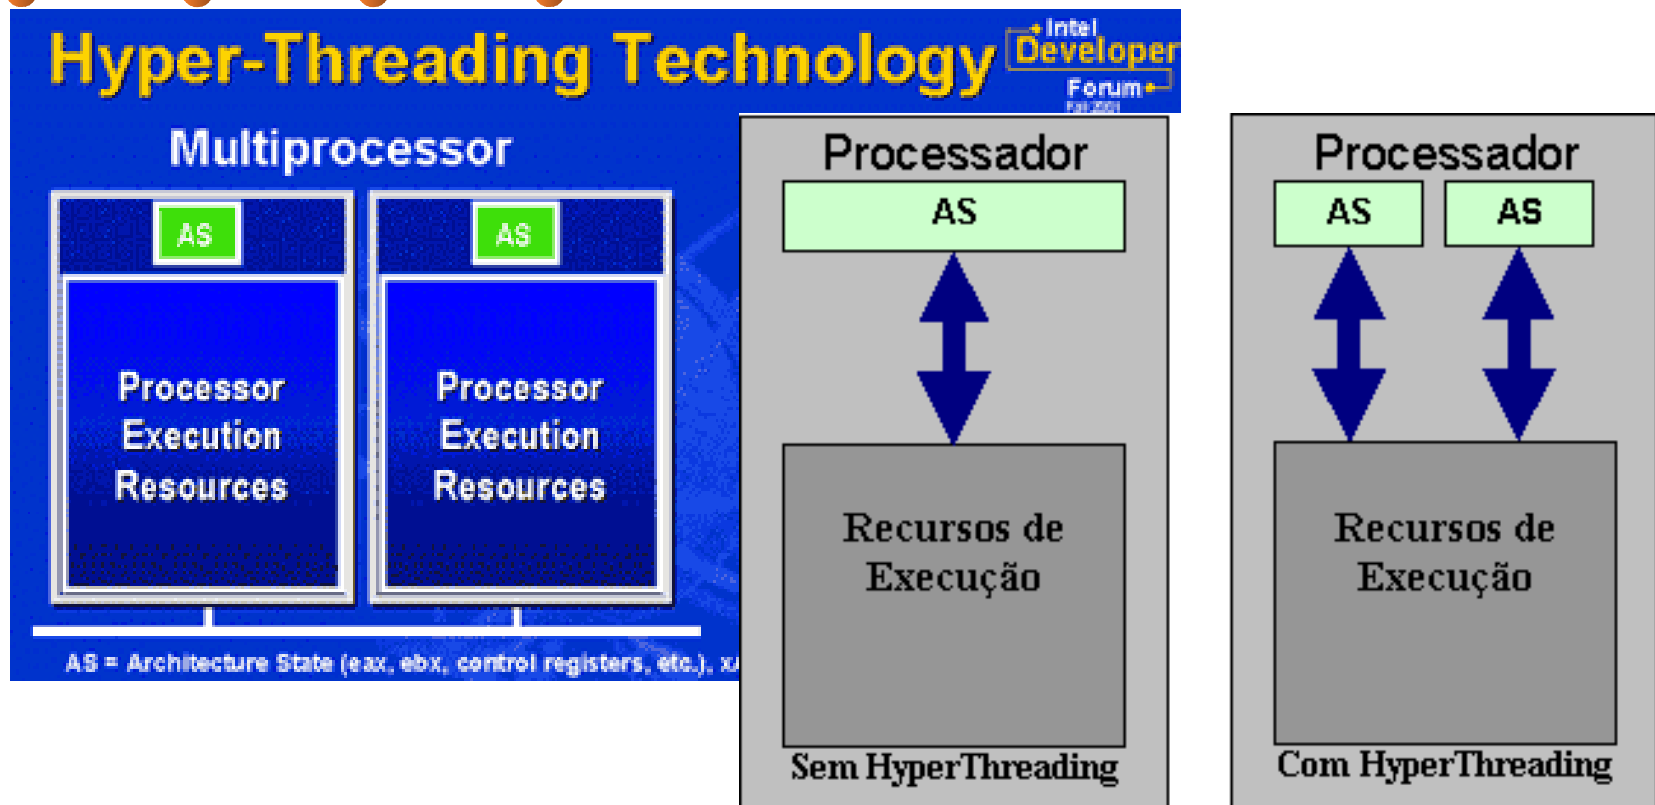 Hyper-Threading Technology
Intel
Developer
Forum
Fall 2001
Multiprocessor
AS
AS
Processor
Execution
Resources
Processor
Execution
Resources
AS = Architecture State (eax, ebx, control registers, etc.),
Processador
AS
Recursos de
Execução
Sem HyperThreading
Processador
AS
AS
Recursos de
Execução
Com HyperThreading